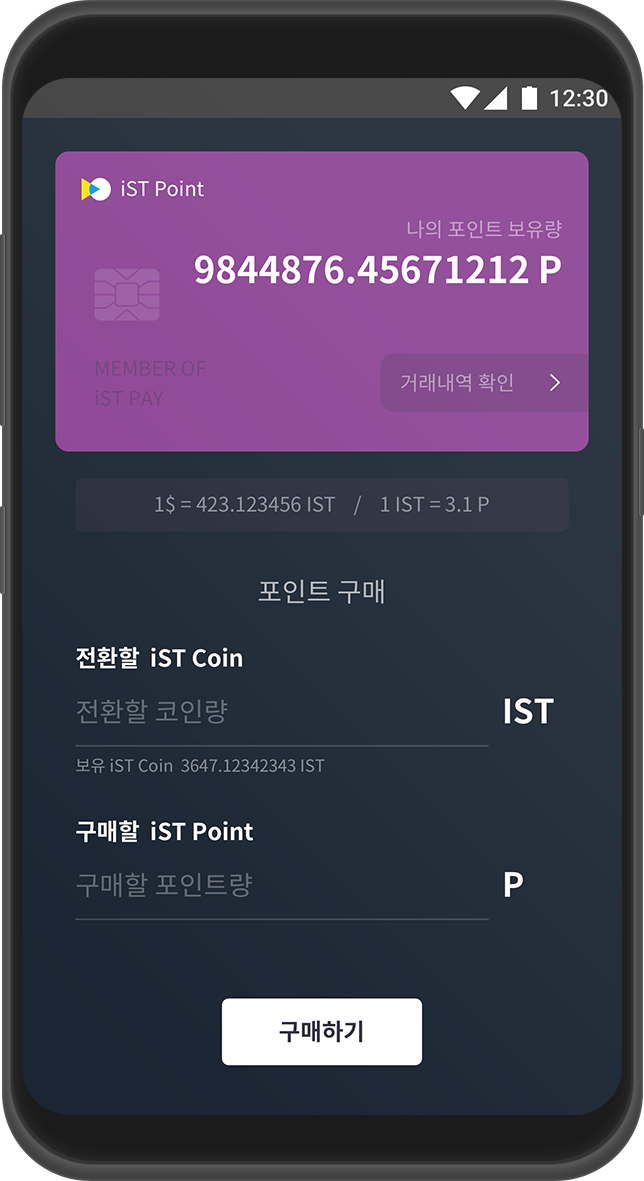 12:30
iST Point
나의 포인트 보유량
9844876.45671212 P
MEMBER OF
iST PAY
거래내역 확인
1$ = 423.123456 IST / 1 IST = 3.1 P
포인트 구매
전환할 iST Coin
전환할 코인량 IST
보유 iST Coin 3647.12342343 IST
구매할 iST Point
구매할 포인트량 P
구매하기